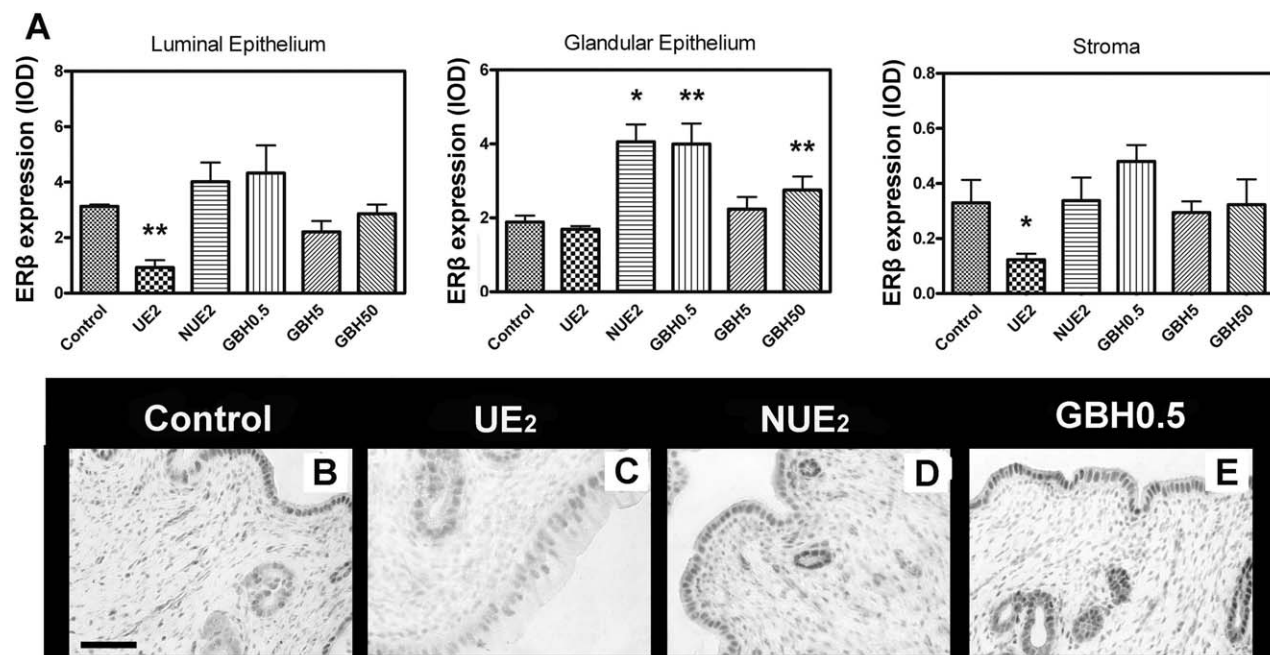 A
Luminal Epithelium
ERβ expression (IOD)
8
6
4
2
0
**
Control
UE2
NUE2
GBH0.5
GBH5
GBH50
Glandular Epithelium
ERβ expression (IOD)
6
4
2
0
*
**
**
Control
UE2
NUE2
GBH0.5
GBH5
GBH50
Stroma
ERβ expression (IOD)
0.8
0.6
0.4
0.2
0.0
*
Control
UE2
NUE2
GBH0.5
GBH5
GBH50
Control
UE₂
NUE₂
GBH0.5
B
C
D
E